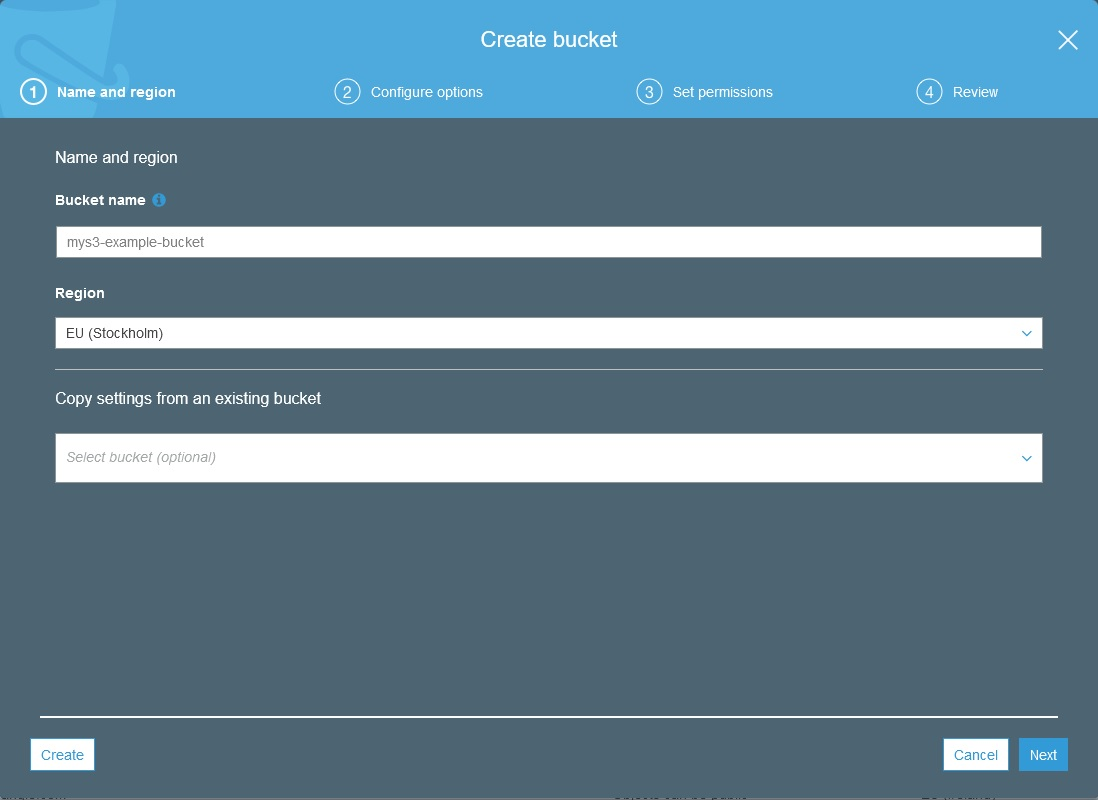 Create bucket
1 Name and region
2 Configure options
3 Set permissions
4 Review
Name and region
Bucket name
mys3-example-bucket
Region
EU (Stockholm)
Copy settings from an existing bucket
Select bucket (optional)
Create
Cancel
Next